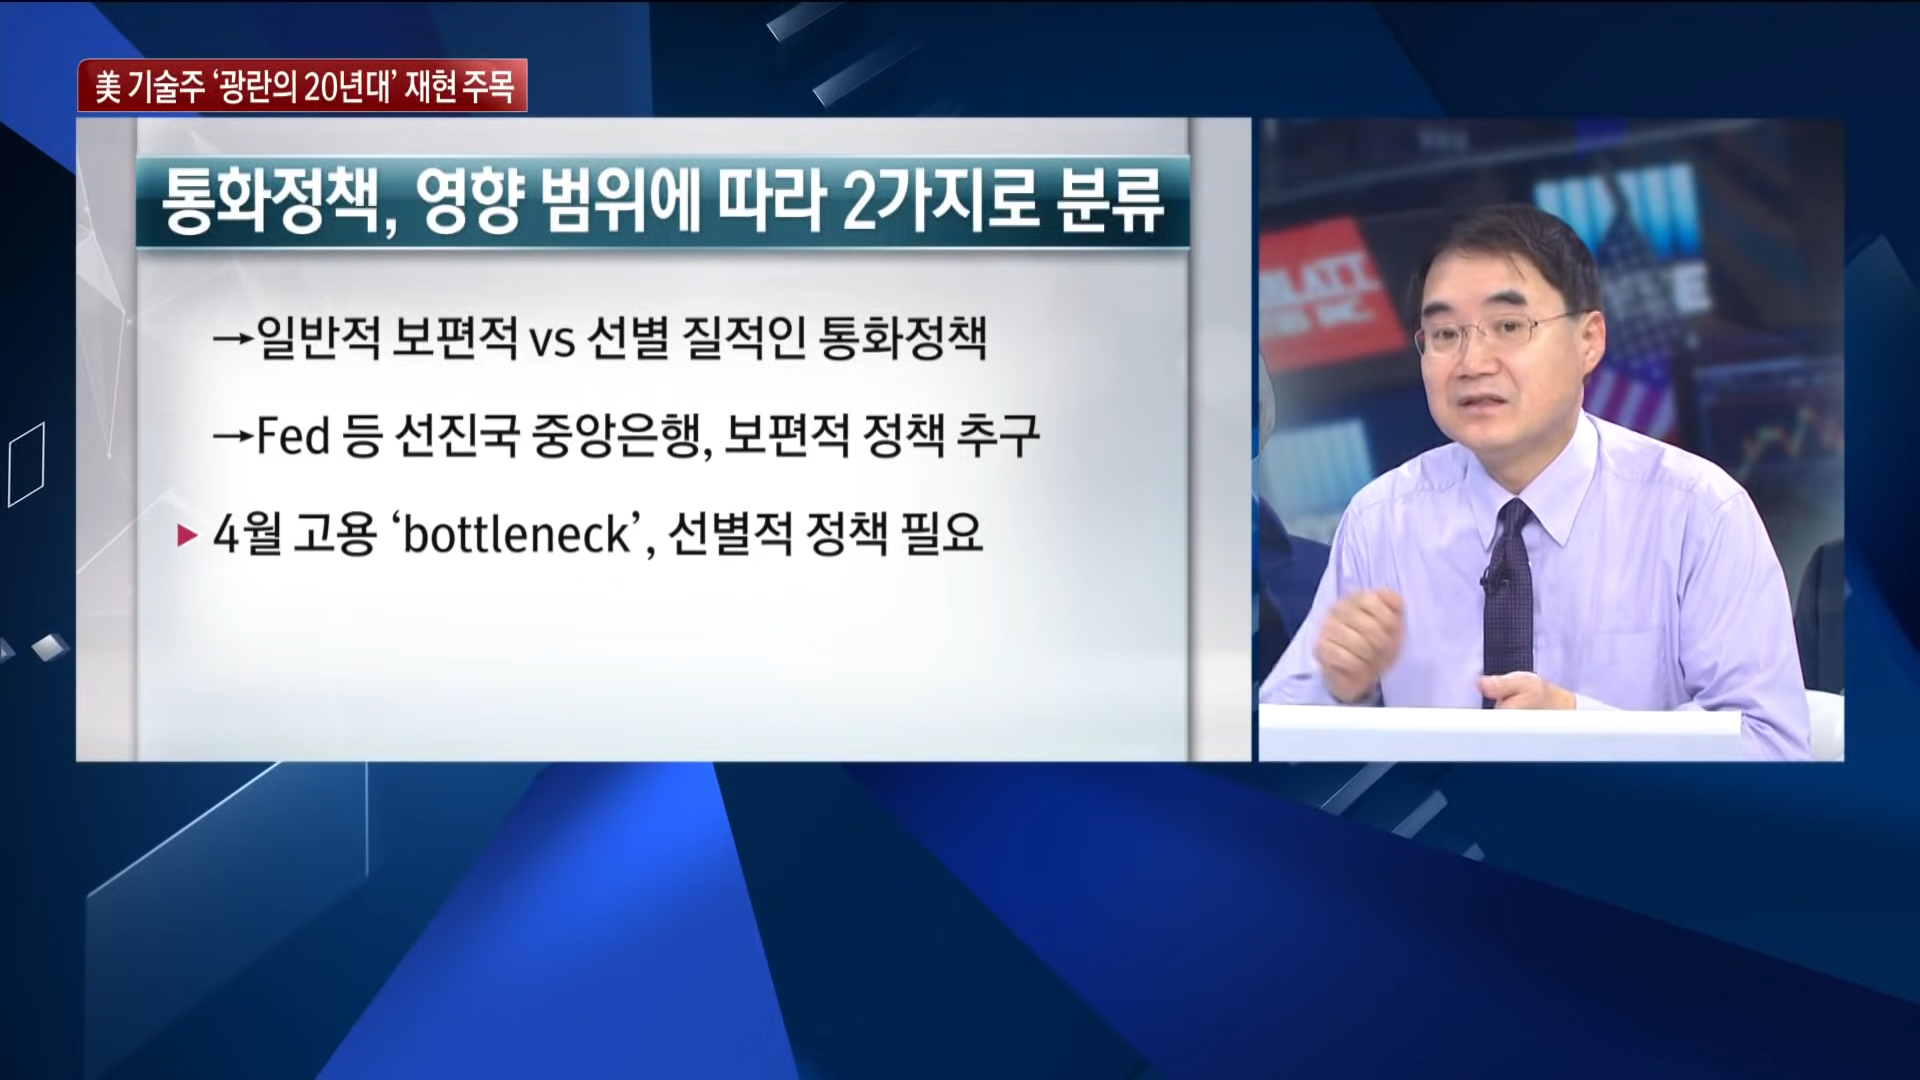 美 기술주 ‘광란의 20년대’ 재현 주목
통화정책, 영향 범위에 따라 2가지로 분류
→일반적 보편적 vs 선별 질적인 통화정책
→Fed 등 선진국 중앙은행, 보편적 정책 추구
▶ 4월 고용 ‘bottleneck’, 선별적 정책 필요